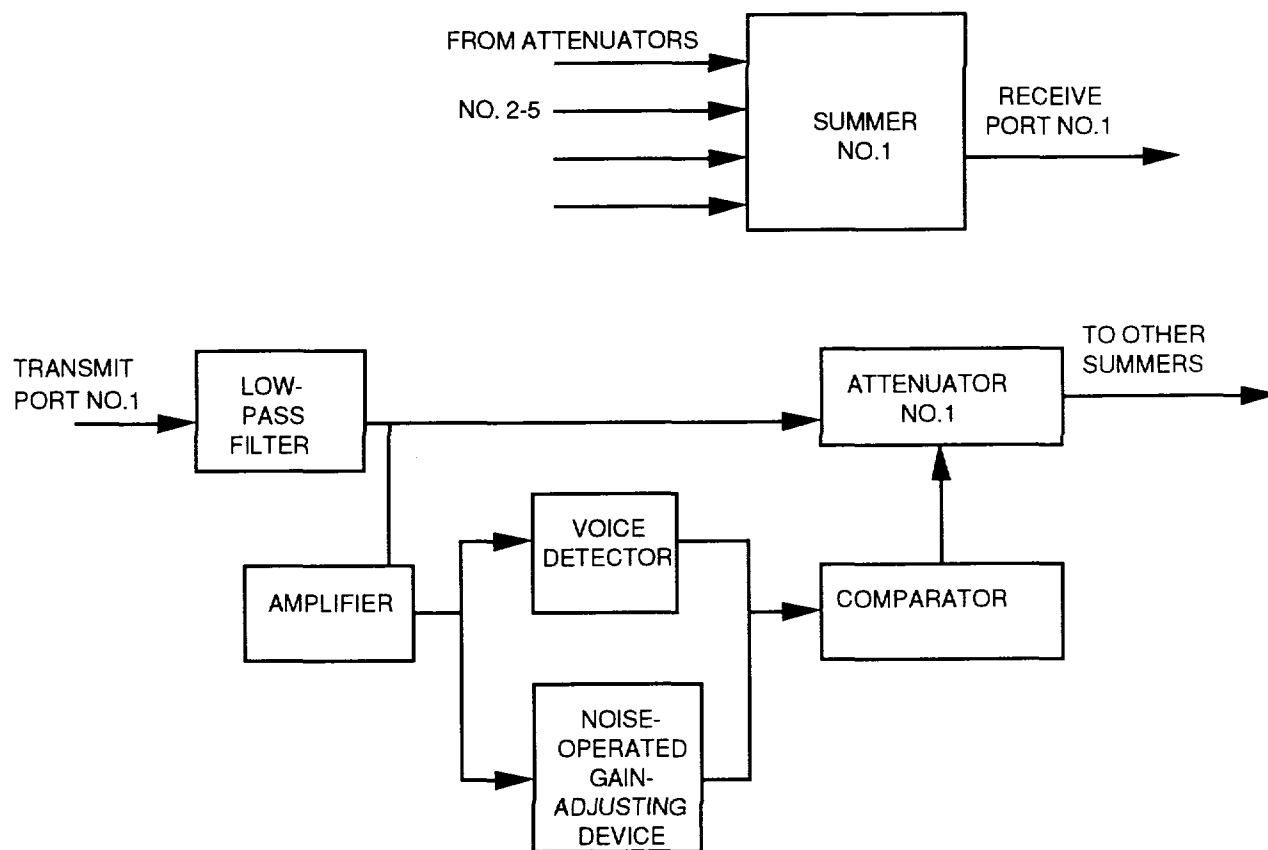 FROM ATTENUATORS
NO. 2-5
SUMMER
NO.1
RECEIVE
PORT NO.1
TRANSMIT
PORT NO.1
LOW-
PASS
FILTER
ATTENUATOR
NO.1
TO OTHER
SUMMERS
AMPLIFIER
VOICE
DETECTOR
COMPARATOR
NOISE-
OPERATED
GAIN-
ADJUSTING
DEVICE